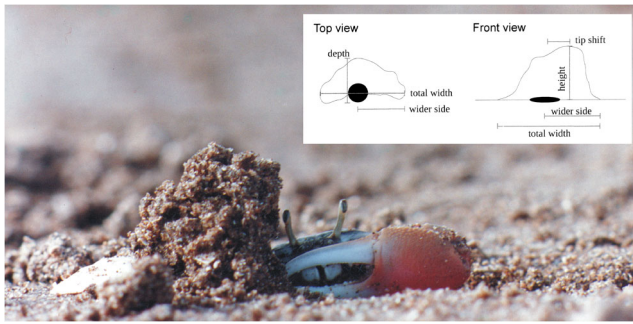 Top view
depth
total width
wider side
Front view
tip shift
height
wider side
total width